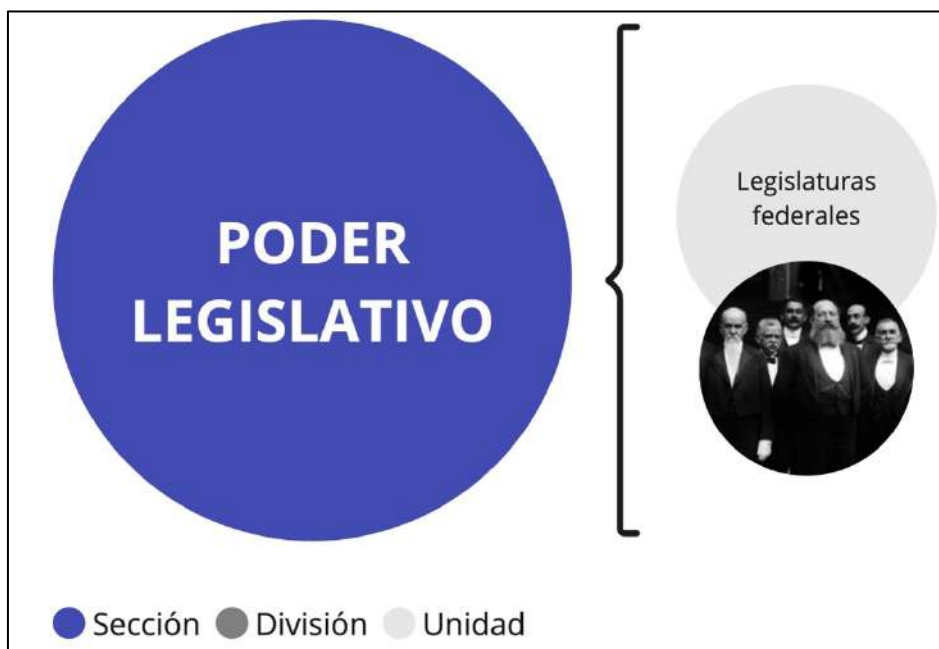 PODER
LEGISLATIVO
Legislaturas
federales
Sección División Unidad